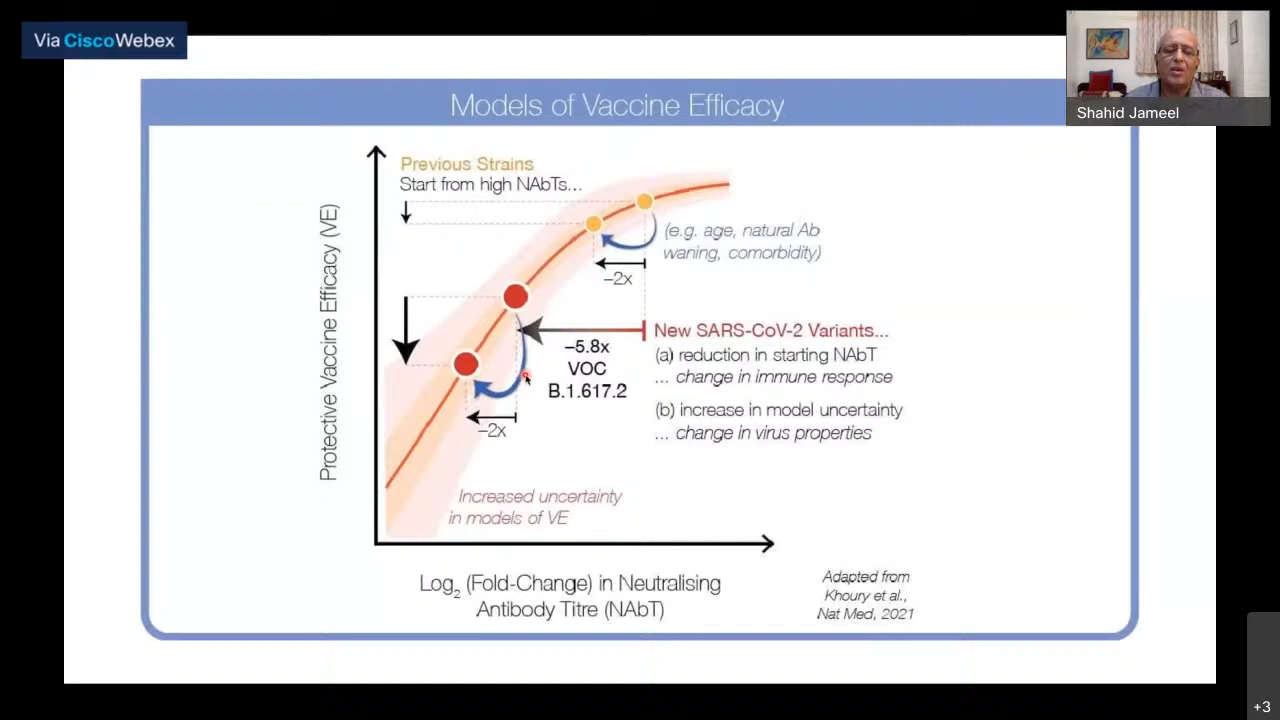 Via CiscoWebex
Shahid Jameel
Models of Vaccine Efficacy
Previous Strains
Start from high NAbTs...
(e.g. age, natural Ab
waning, comorbidity)
–2x
New SARS-CoV-2 Variants...
(a) reduction in starting NAbT
... change in immune response
(b) increase in model uncertainty
... change in virus properties
–5.8x
VOC
B.1.617.2
–2x
Increased uncertainty
in models of VE
Protective Vaccine Efficacy (VE)
Log₂ (Fold-Change) in Neutralising
Antibody Titre (NAbT)
Adapted from
Khoury et al.,
Nat Med, 2021
+3